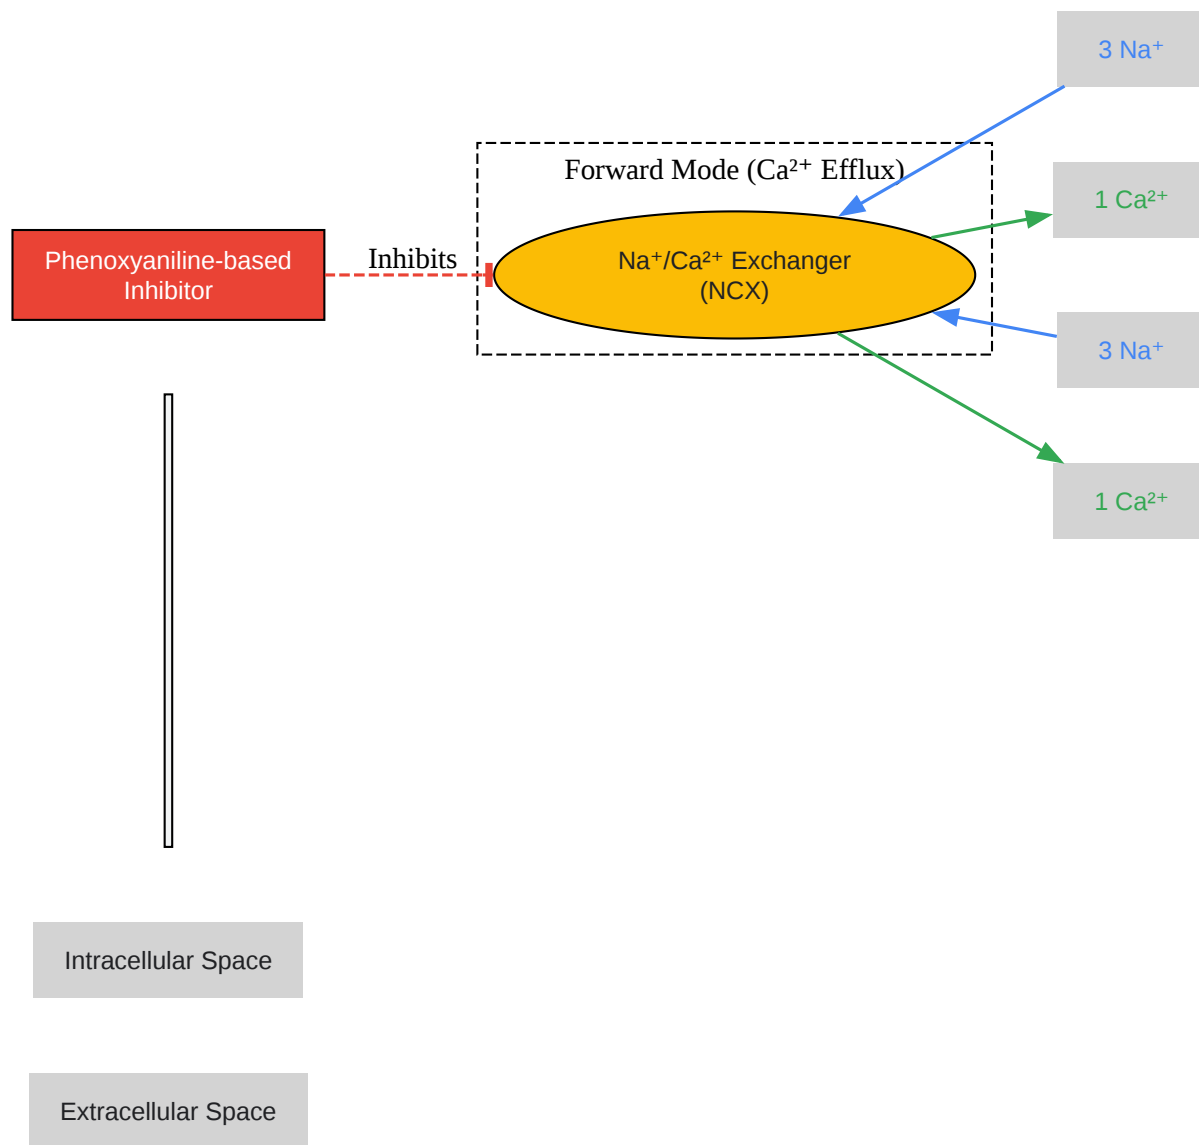 3 Na⁺
Forward Mode (Ca²⁺ Efflux)
1 Ca²⁺
Phenoxyaniline-based
Inhibitor
Inhibits
Na⁺/Ca²⁺ Exchanger
(NCX)
3 Na⁺
1 Ca²⁺
Intracellular Space
Extracellular Space